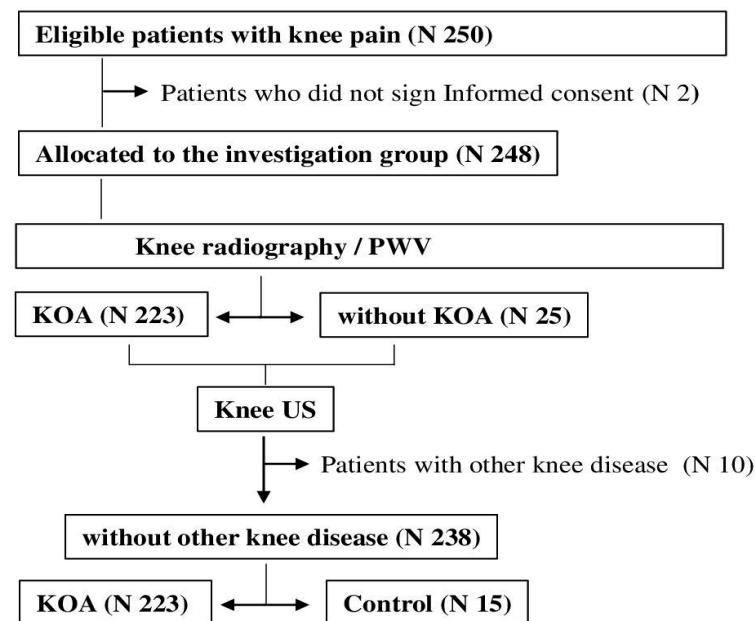 Eligible patients with knee pain (N 250)
Patients who did not sign Informed consent (N 2)
Allocated to the investigation group (N 248)
Knee radiography / PWV
KOA (N 223)
without KOA (N 25)
Knee US
Patients with other knee disease (N 10)
without other knee disease (N 238)
KOA (N 223)
Control (N 15)